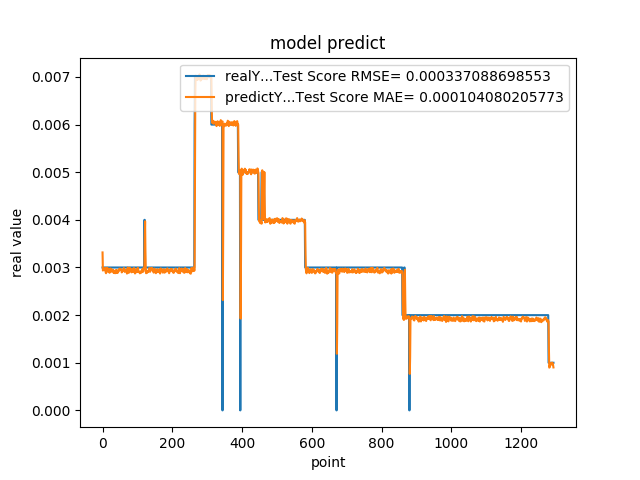 model predict
realY...Test Score RMSE= 0.000337088698553
predictY...Test Score MAE= 0.000104080205773
real value
0.007
0.006
0.005
0.004
0.003
0.002
0.001
0.000
0 200 400 600 800 1000 1200
point